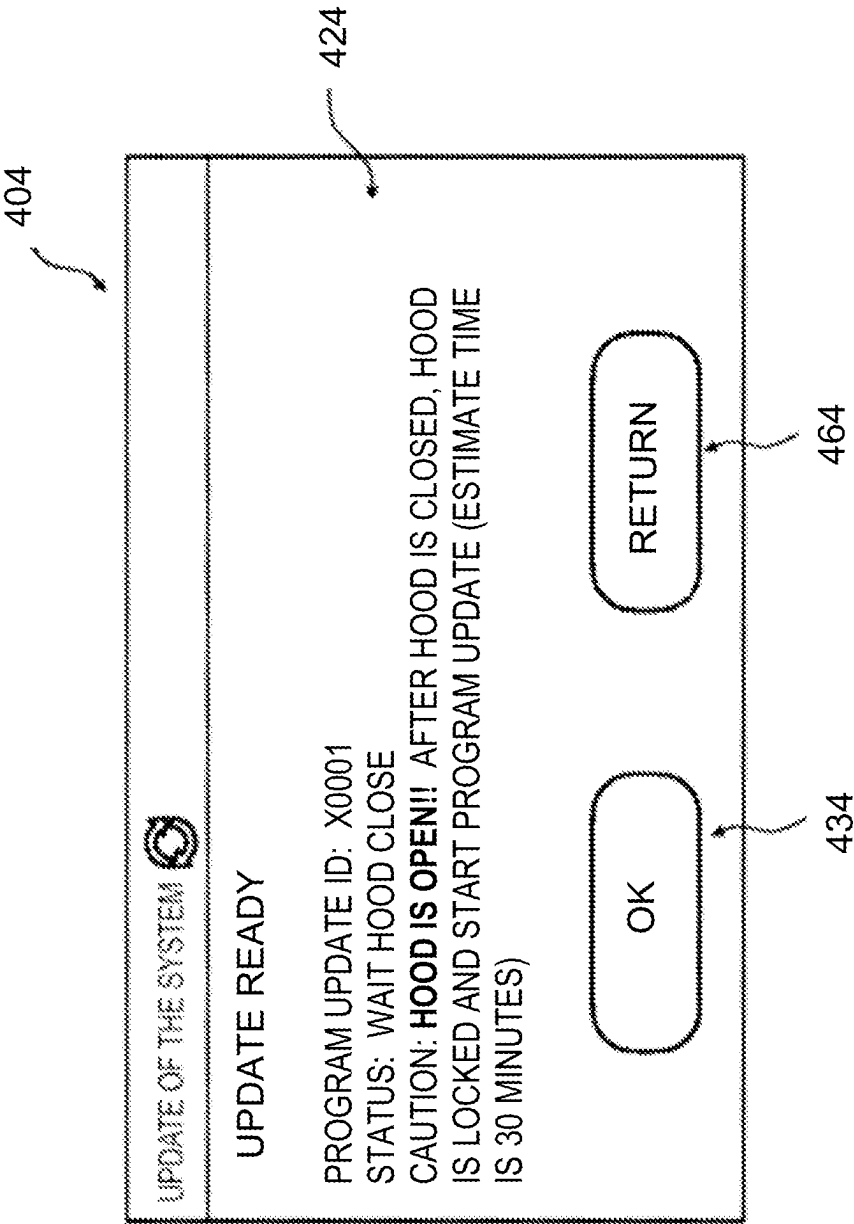 404
UPDATE OF THE SYSTEM
424
UPDATE READY
PROGRAM UPDATE ID: X0001
STATUS: WAIT HOOD CLOSE
CAUTION: HOOD IS OPEN!! AFTER HOOD IS CLOSED, HOOD
IS LOCKED AND START PROGRAM UPDATE (ESTIMATE TIME
IS 30 MINUTES)
OK
RETURN
434
464